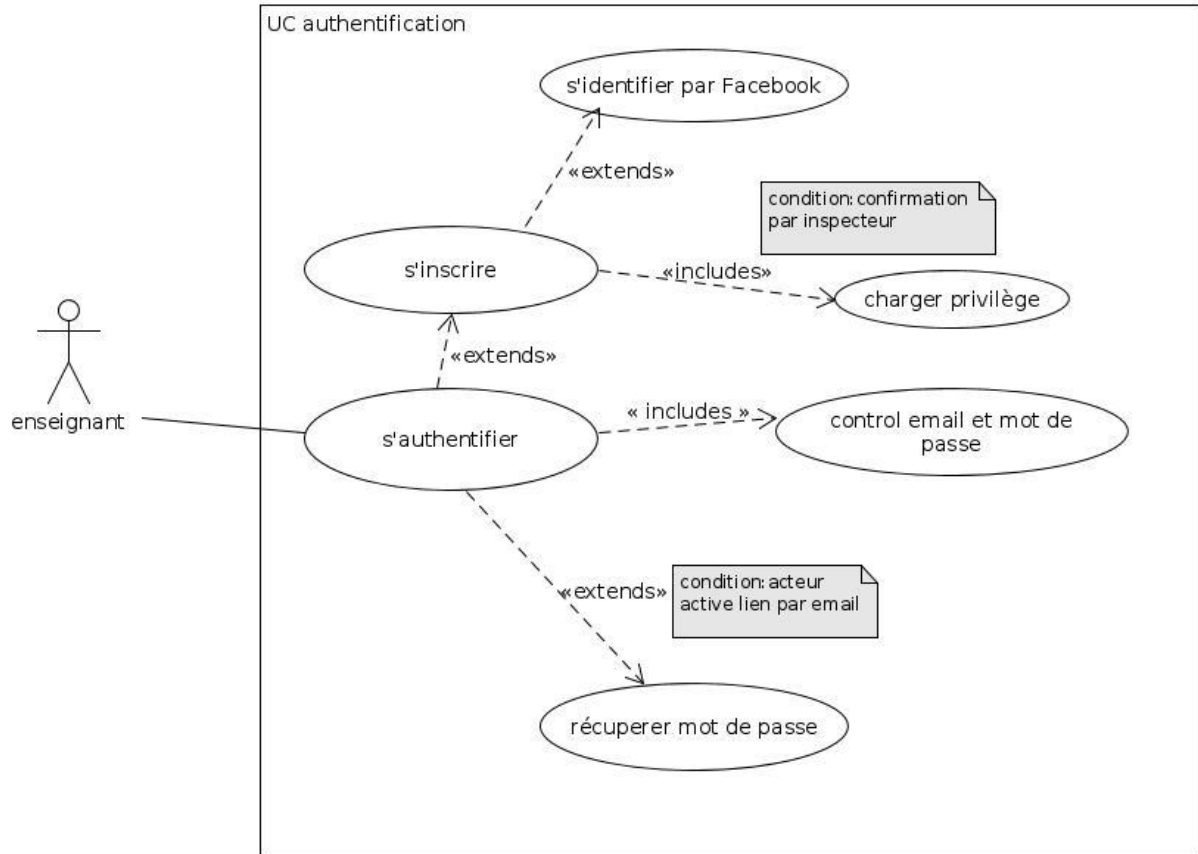 UC authentification
s'identifier par Facebook
«extends»
condition: confirmation
par inspecteur
s'inscrire
«includes»
charger privilège
«extends»
enseignant
s'authentifier
« includes »
control email et mot de
passe
«extends»
condition: acteur
active lien par email
récuperer mot de passe